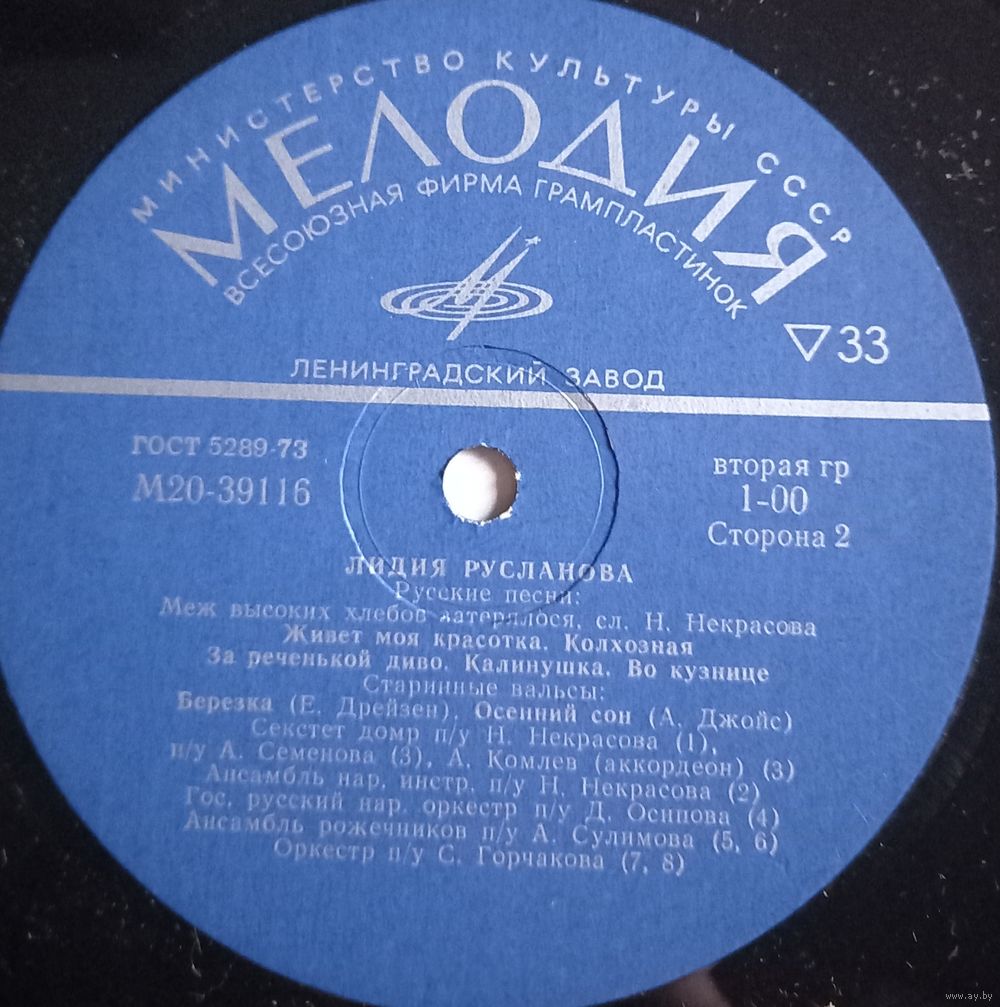 МИНИСТЕРСТВО КУЛЬТУРЫ СССР
МЕЛОДИЯ
ВСЕСОЮЗНАЯ ФИРМА ГРАМПЛАСТИНОК
33
ЛЕНИНГРАДСКИЙ ЗАВОД
ГОСТ 5289-73
М20-39116
вторая гр
1-00
Сторона 2
ЛИДИЯ РУСЛАНОВА
Русские песни:
Меж высоких хлебов затерялося, сл. Н. Некрасова
Живет моя красотка. Колхозная
За реченькой диво. Калинушка. Во кузнице
Старинные вальсы:
Березка (Е. Дрейзен). Осенний сон (А. Джойс)
Секстет домр п/у Н. Некрасова (1),
п/у А. Семенова (3), А. Комлев (аккордеон) (3)
Ансамбль нар. инстр. п/у Н. Некрасова (2)
Гос. русский нар. оркестр п/у Д. Осипова (4)
Ансамбль рожечников п/у А. Сулимова (5, 6)
Оркестр п/у С. Горчакова (7, 8)
www.ay.by